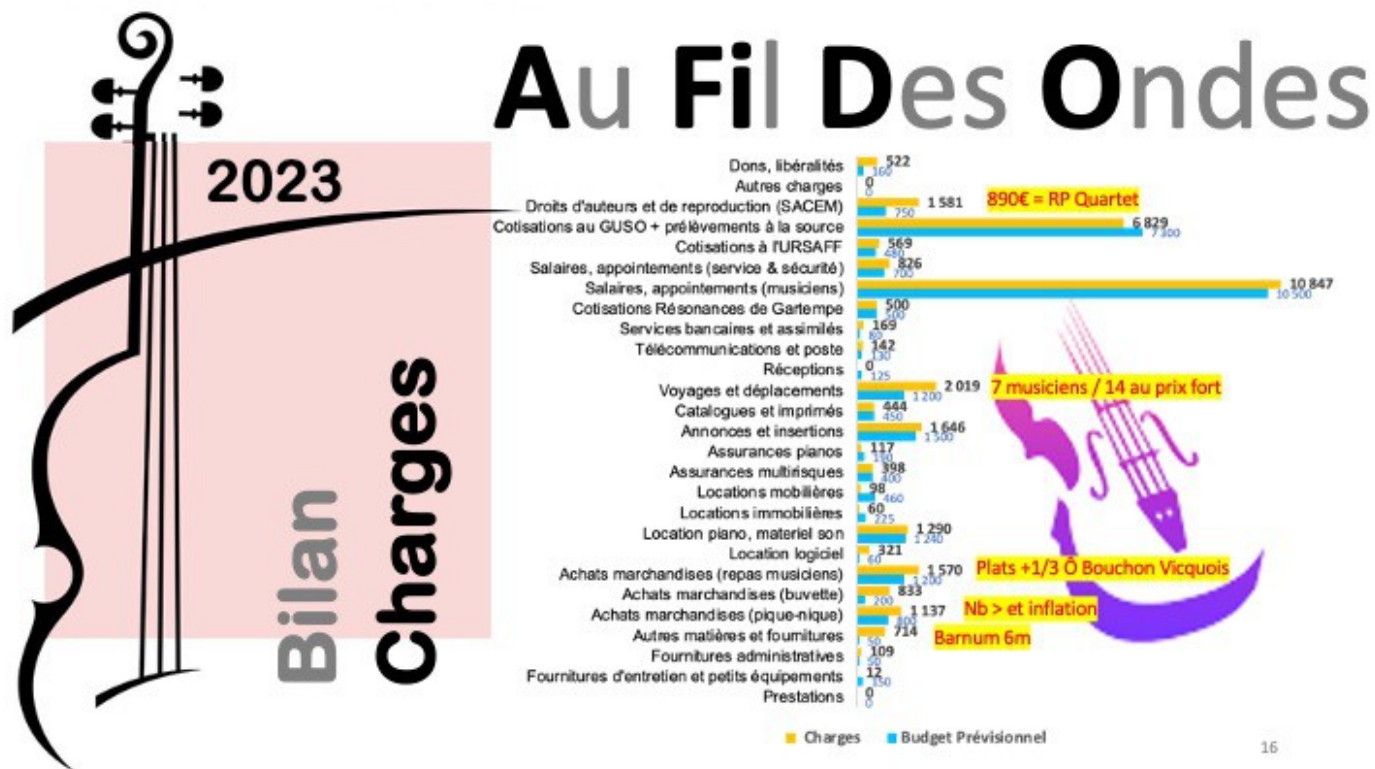 Au Fil Des Ondes
2023
Bilan
Charges
Dons, libéralités 522 160
Autres charges 0 0
Droits d'auteurs et de reproduction (SACEM) 1 581 750 890€ = RP Quartet
Cotisations au GUSO + prélèvements à la source 6 829 7 300
Cotisations à l'URSAFF 569 480
Salaires, appointements (service & sécurité) 826 700
Salaires, appointements (musiciens) 10 847 10 500
Cotisations Résonances de Gartempe 500 500
Services bancaires et assimilés 169 80
Télécommunications et poste 142 130
Réceptions 0 125
Voyages et déplacements 2 019 1 200 7 musiciens / 14 au prix fort
Catalogues et imprimés 444 450
Annonces et insertions 1 646 1 500
Assurances pianos 117
Assurances multirisques 398 400
Locations mobilières 98 460
Locations immobilières 60 225
Location piano, materiel son 1 290 1 240
Location logiciel 321 60
Achats marchandises (repas musiciens) 1 570 1 200 Plats +1/3 Ô Bouchon Vicquois
Achats marchandises (buvette) 833 200
Achats marchandises (pique-nique) 1 137 800 Nb > et inflation
Autres matières et fournitures 714 50 Barnum 6m
Fournitures administratives 109 50
Fournitures d'entretien et petits équipements 12 150
Prestations 0 0
Charges Budget Prévisionnel
16